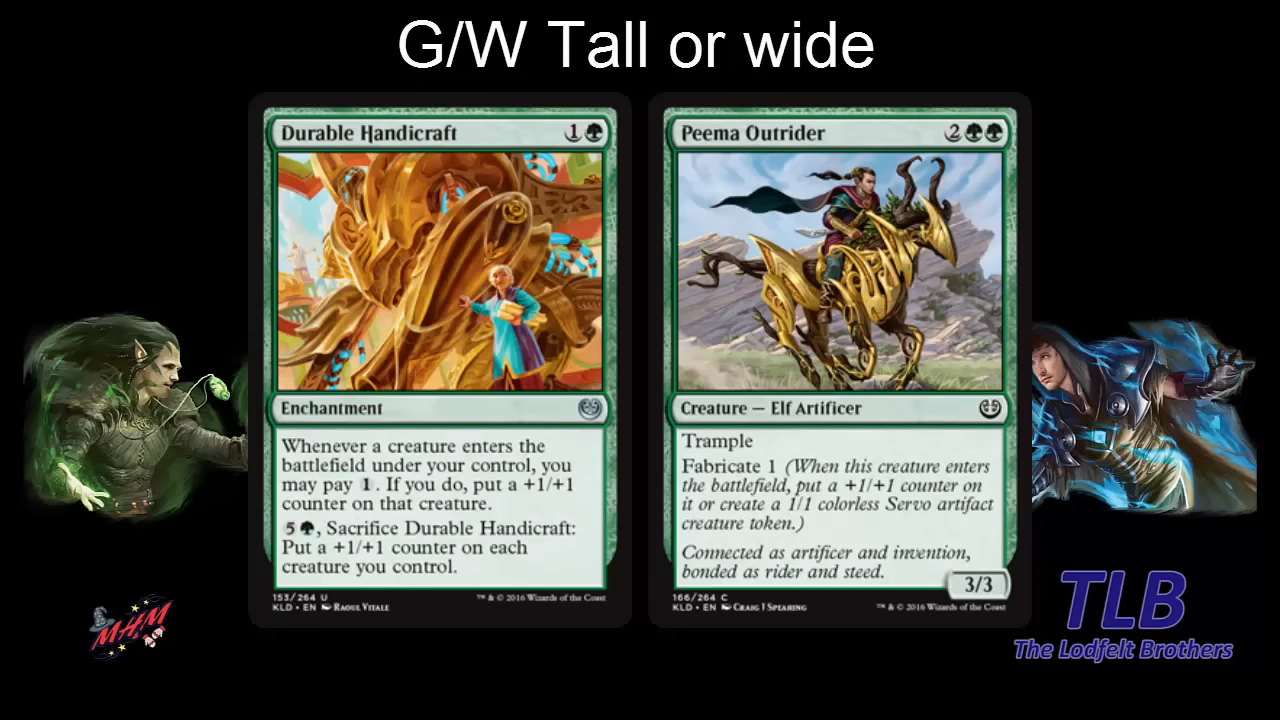 G/W Tall or wide
Durable Handicraft 1
Enchantment
Whenever a creature enters the
battlefield under your control, you
may pay 1. If you do, put a +1/+1
counter on that creature.
5, Sacrifice Durable Handicraft:
Put a +1/+1 counter on each
creature you control.
153/264 U
KLD • EN Raoul Vitale
™ & © 2016 Wizards of the Coast
Peema Outrider 2
Creature — Elf Artificer
Trample
Fabricate 1 (When this creature enters
the battlefield, put a +1/+1 counter on
it or create a 1/1 colorless Servo artifact
creature token.)
Connected as artificer and invention,
bonded as rider and steed.
3/3
166/264 C
KLD • EN Craig J Spearing
™ & © 2016 Wizards of the Coast
MHM
TLB
The Lodfelt Brothers